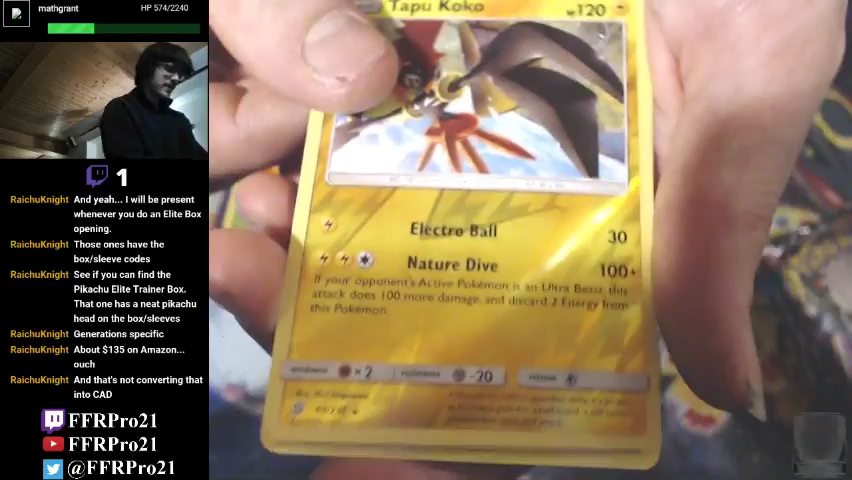 mathgrant
HP 574/2240
1
RaichuKnight And yeah... I will be present
whenever you do an Elite Box
opening.
RaichuKnight Those ones have the
box/sleeve codes
RaichuKnight See if you can find the
Pikachu Elite Trainer Box.
That one has a neat pikachu
head on the box/sleeves
RaichuKnight Generations specific
RaichuKnight About $135 on Amazon...
ouch
RaichuKnight And that's not converting that
into CAD
FFRPro21
FFRPro21
@FFRPro21
Tapu Koko
HP120
Electro Ball 30
Nature Dive 100+
If your opponent's Active Pokémon is an Ultra Beast, this
attack does 100 more damage, and discard 2 Energy from
this Pokémon.
weakness ×2 resistance -20